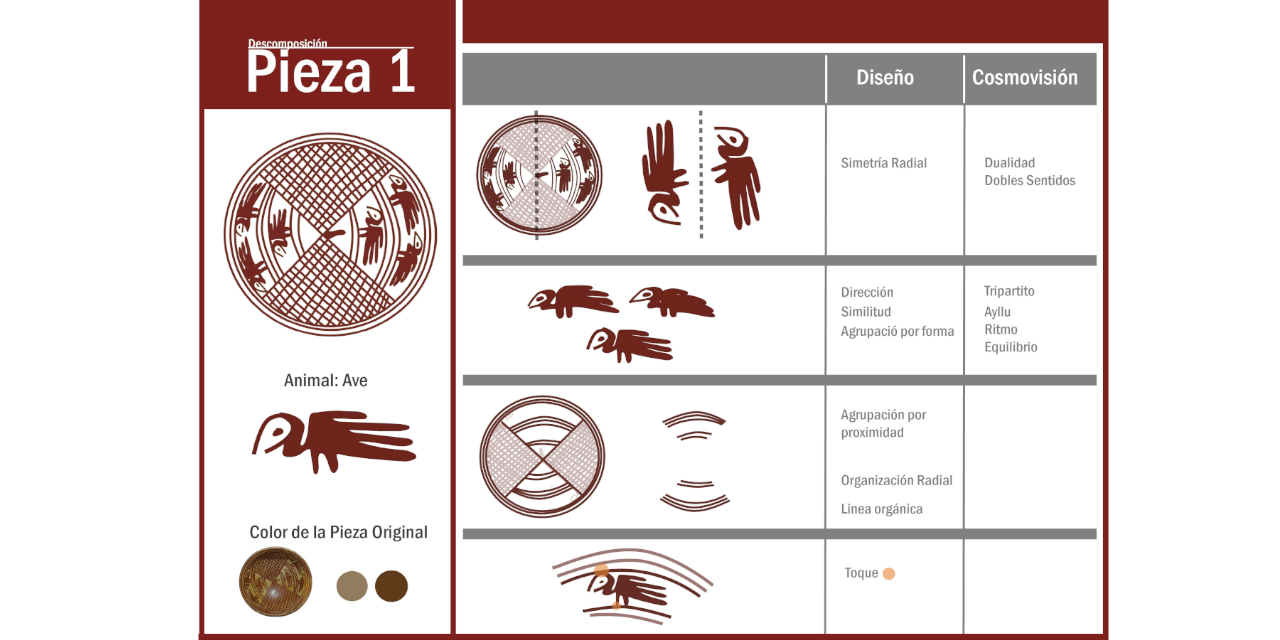 Descomposición
Pieza 1
Animal: Ave
Color de la Pieza Original
Diseño
Cosmovisión
Simetría Radial
Dualidad
Dobles Sentidos
Dirección
Similitud
Agrupació por forma
Tripartito
Ayllu
Ritmo
Equilibrio
Agrupación por
proximidad
Organización Radial
Linea orgánica
Toque